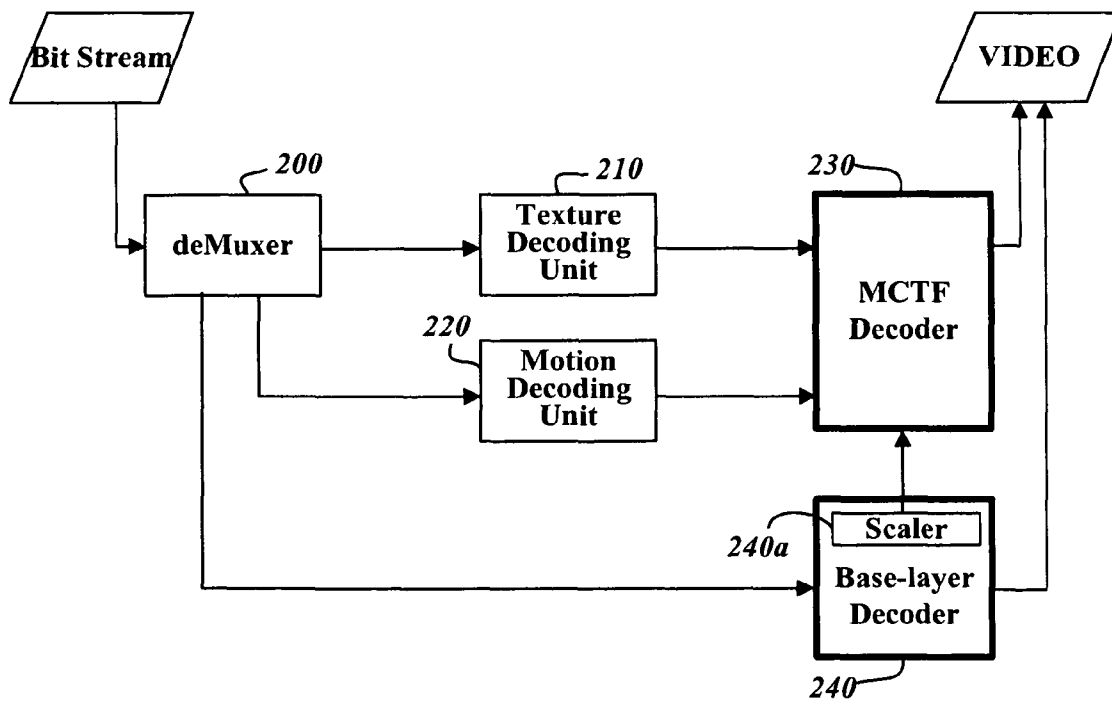 Bit Stream
VIDEO
200
210
230
deMuxer
Texture
Decoding
Unit
MCTF
Decoder
220
Motion
Decoding
Unit
240a
Scaler
Base-layer
Decoder
240